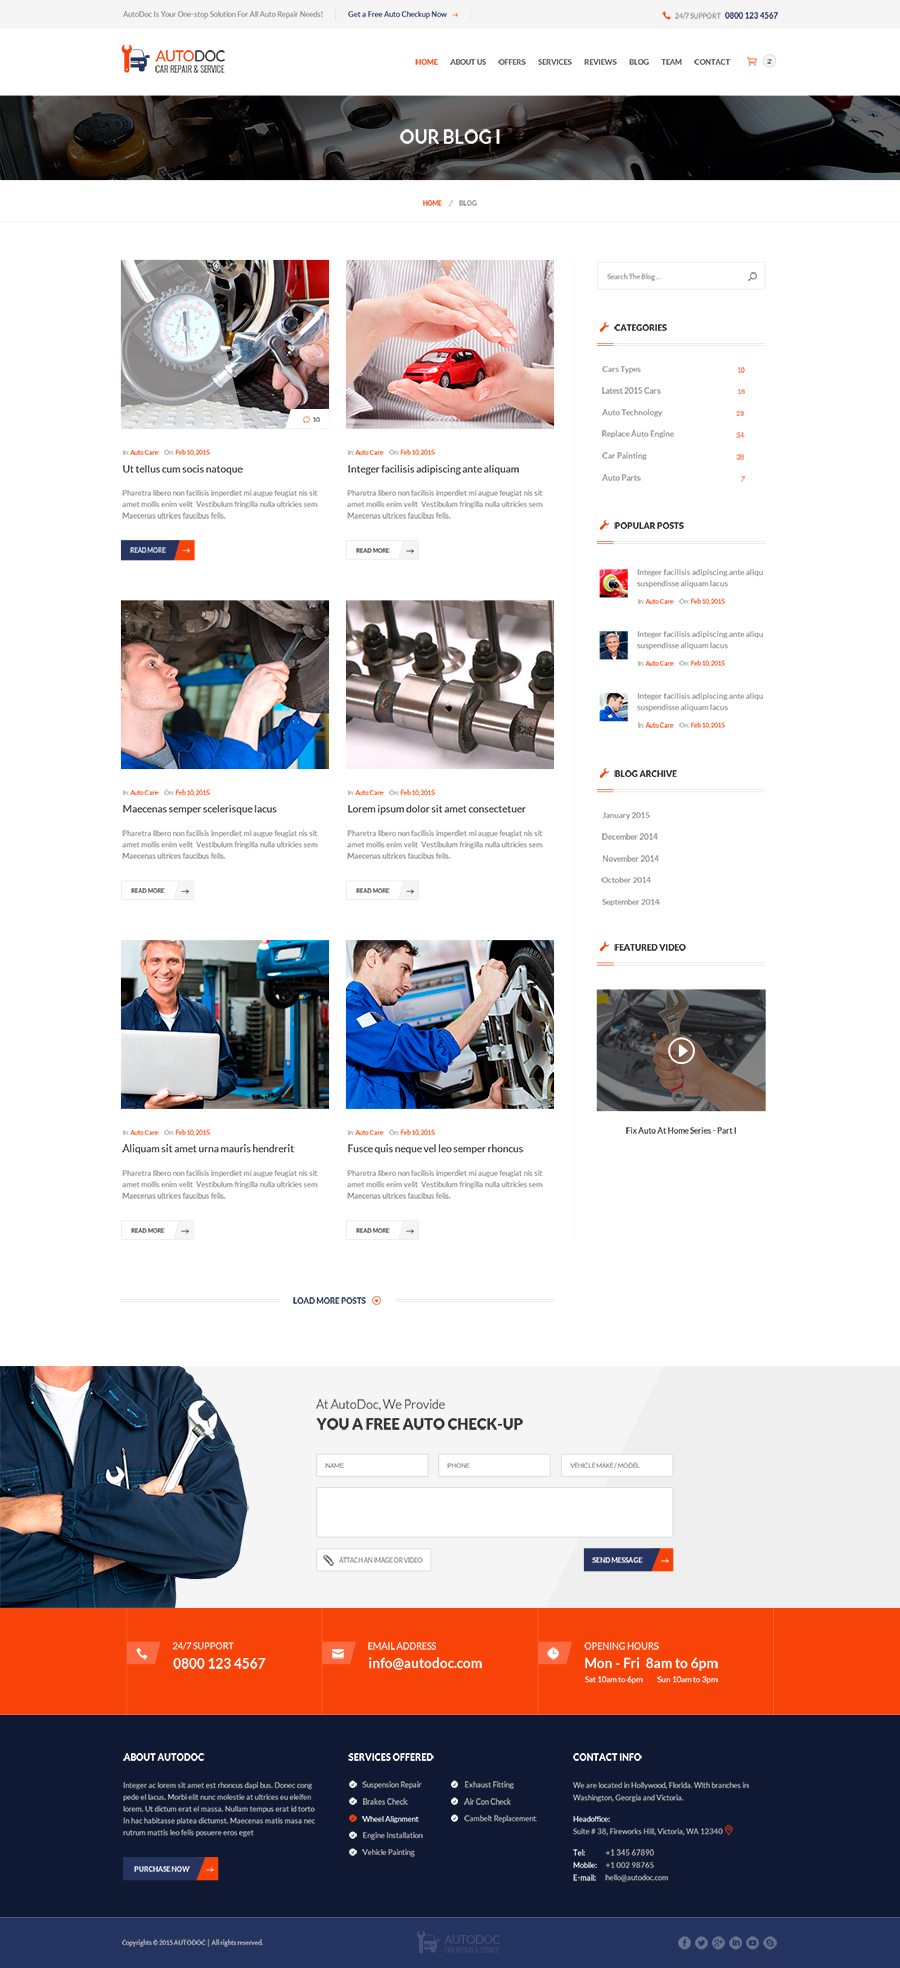 AutoDoc Is Your One-stop Solution For All Auto Repair Needs!
Get a Free Auto Checkup Now
24/7 SUPPORT 0800 123 4567
AUTODOC
CAR REPAIR & SERVICE
HOME ABOUT US OFFERS SERVICES REVIEWS BLOG TEAM CONTACT 2
OUR BLOG I
HOME // BLOG
10
In: Auto Care On: Feb 10, 2015
Ut tellus cum socis natoque
Pharetra libero non facilisis imperdiet mi augue feugiat nis sit
amet mollis enim velit Vestibulum fringilla nulla ultricies sem
Maecenas ultrices faucibus felis.
READ MORE
In: Auto Care On: Feb 10, 2015
Integer facilisis adipiscing ante aliquam
Pharetra libero non facilisis imperdiet mi augue feugiat nis sit
amet mollis enim velit Vestibulum fringilla nulla ultricies sem
Maecenas ultrices faucibus felis.
READ MORE
In: Auto Care On: Feb 10, 2015
Maecenas semper scelerisque lacus
Pharetra libero non facilisis imperdiet mi augue feugiat nis sit
amet mollis enim velit Vestibulum fringilla nulla ultricies sem
Maecenas ultrices faucibus felis.
READ MORE
In: Auto Care On: Feb 10, 2015
Lorem ipsum dolor sit amet consectetuer
Pharetra libero non facilisis imperdiet mi augue feugiat nis sit
amet mollis enim velit Vestibulum fringilla nulla ultricies sem
Maecenas ultrices faucibus felis.
READ MORE
In: Auto Care On: Feb 10, 2015
Aliquam sit amet urna mauris hendrerit
Pharetra libero non facilisis imperdiet mi augue feugiat nis sit
amet mollis enim velit Vestibulum fringilla nulla ultricies sem
Maecenas ultrices faucibus felis.
READ MORE
In: Auto Care On: Feb 10, 2015
Fusce quis neque vel leo semper rhoncus
Pharetra libero non facilisis imperdiet mi augue feugiat nis sit
amet mollis enim velit Vestibulum fringilla nulla ultricies sem
Maecenas ultrices faucibus felis.
READ MORE
LOAD MORE POSTS
Search The Blog ...
CATEGORIES
Cars Types 10
Latest 2015 Cars 18
Auto Technology 23
Replace Auto Engine 54
Car Painting 38
Auto Parts 7
POPULAR POSTS
Integer facilisis adipiscing ante aliqu
suspendisse aliquam lacus
In: Auto Care On: Feb 10, 2015
Integer facilisis adipiscing ante aliqu
suspendisse aliquam lacus
In: Auto Care On: Feb 10, 2015
Integer facilisis adipiscing ante aliqu
suspendisse aliquam lacus
In: Auto Care On: Feb 10, 2015
BLOG ARCHIVE
January 2015
December 2014
November 2014
October 2014
September 2014
FEATURED VIDEO
Fix Auto At Home Series - Part I
At AutoDoc, We Provide
YOU A FREE AUTO CHECK-UP
NAME
PHONE
VEHICLE MAKE / MODEL
ATTACH AN IMAGE OR VIDEO
SEND MESSAGE
24/7 SUPPORT
0800 123 4567
EMAIL ADDRESS
info@autodoc.com
OPENING HOURS
Mon - Fri 8am to 6pm
Sat 10am to 6pm Sun 10am to 3pm
ABOUT AUTODOC
Integer ac lorem sit amet est rhoncus dapi bus. Donec cong
pede el lacus. Morbi elit nunc molestie at ultrices eu eleifen
lorem. Ut dictum erat el massa. Nullam tempus erat id torto
In hac habitasse platea dictumst. Maecenas matis masa nec
rutrum mattis leo felis posuere eros eget
PURCHASE NOW
SERVICES OFFERED
Suspension Repair
Brakes Check
Wheel Alignment
Engine Installation
Vehicle Painting
Exhaust Fitting
Air Con Check
Cambelt Replacement
CONTACT INFO
We are located in Hollywood, Florida. With branches in
Washington, Georgia and Victoria.
Headoffice:
Suite # 38, Fireworks Hill, Victoria, WA 12340
Tel: +1 345 67890
Mobile: +1 002 98765
E-mail: hello@autodoc.com
Copyrights © 2015 AUTODOC | All rights reserved.
AUTODOC
CAR REPAIR & SERVICE